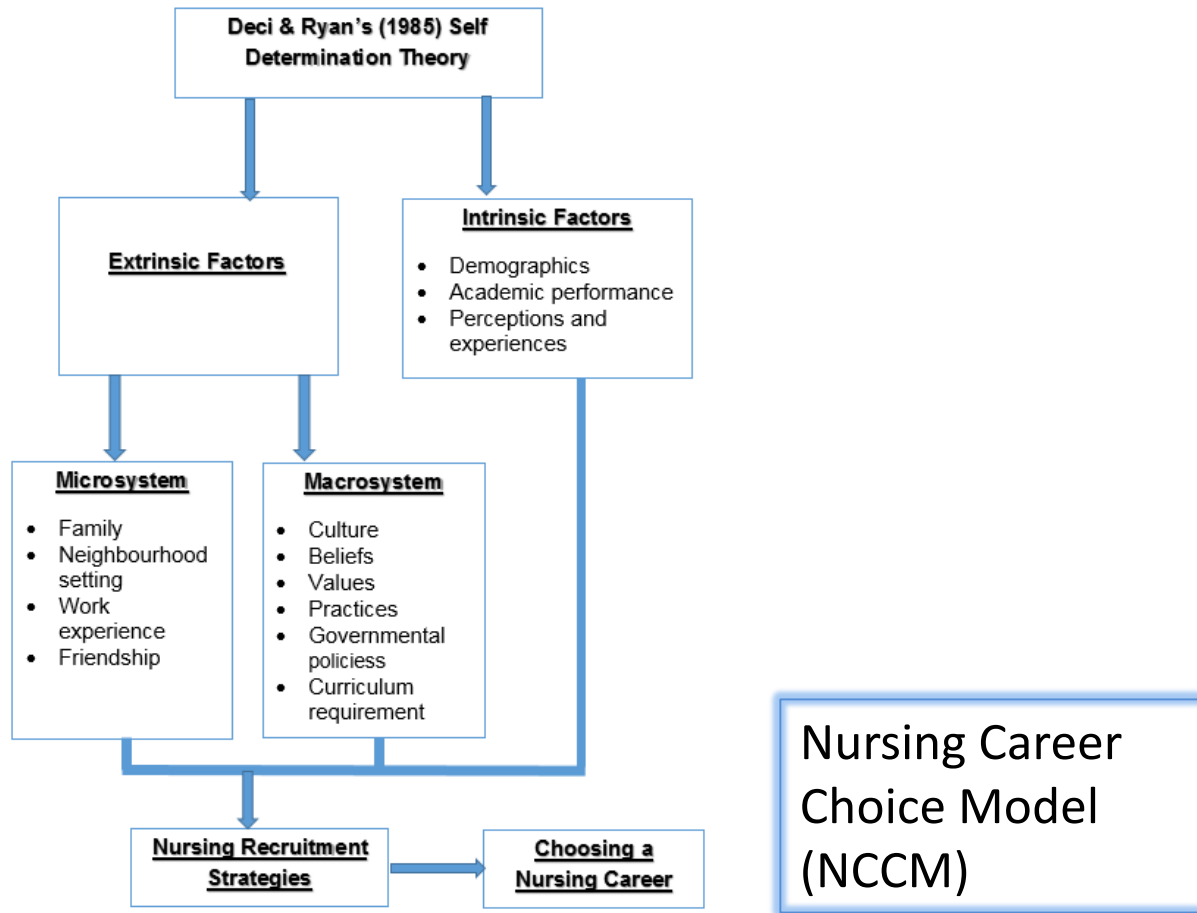 Deci & Ryan's (1985) Self
Determination Theory
Extrinsic Factors
Intrinsic Factors
• Demographics
• Academic performance
• Perceptions and
experiences
Microsystem
• Family
• Neighbourhood
setting
• Work
experience
• Friendship
Macrosystem
• Culture
• Beliefs
• Values
• Practices
• Governmental
policiess
• Curriculum
requirement
Nursing Recruitment
Strategies
Choosing a
Nursing Career
Nursing Career
Choice Model
(NCCM)